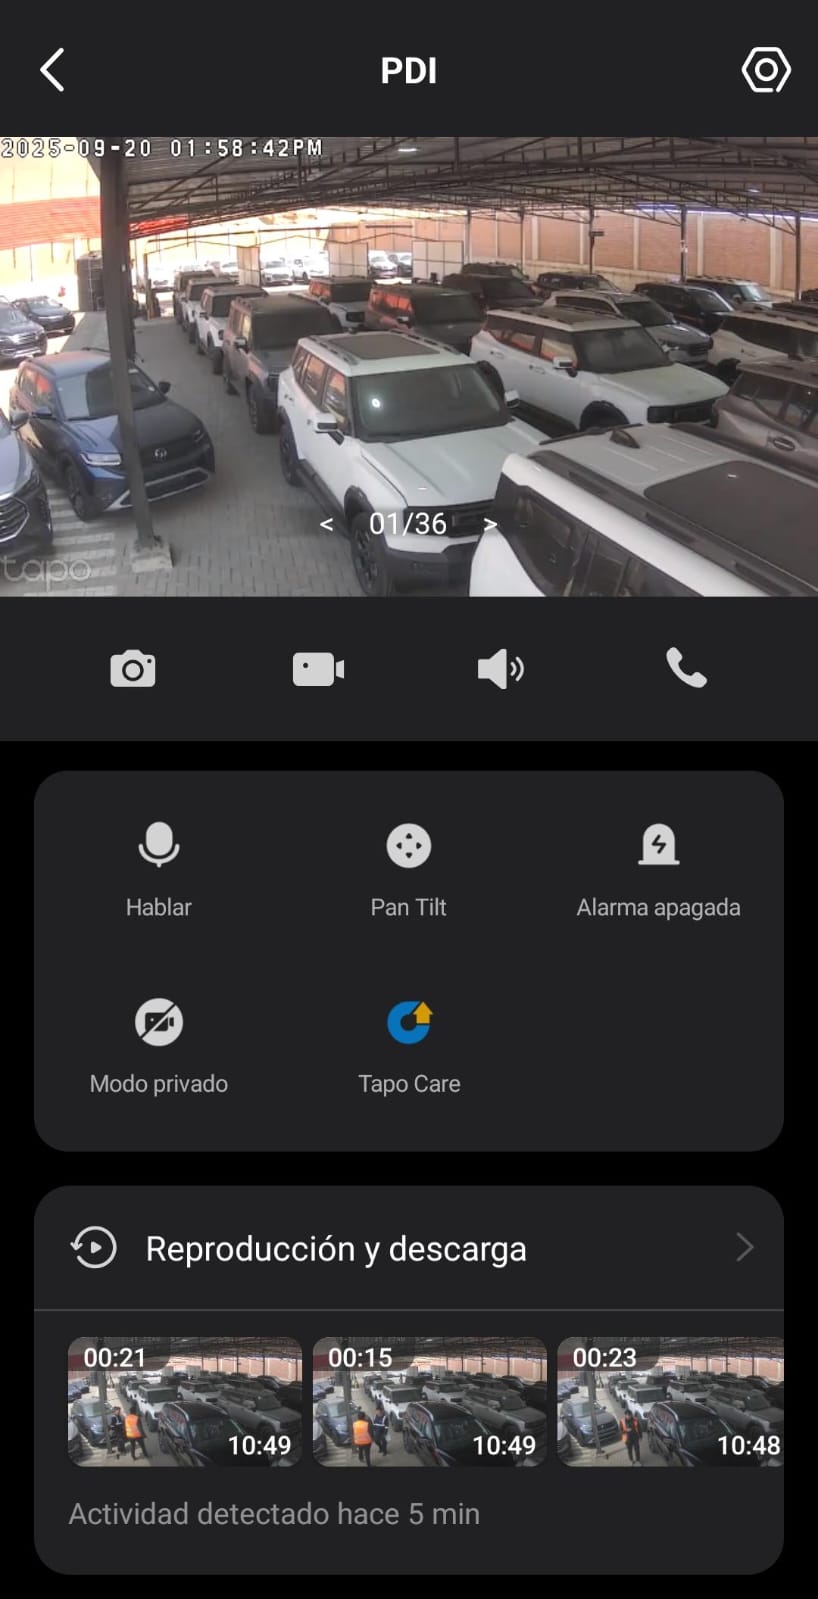 PDI
2025-09-20 01:58:42PM
< 01/36 >
tapo
Hablar
Pan Tilt
Alarma apagada
Modo privado
Tapo Care
Reproducción y descarga
00:21
10:49
00:15
10:49
00:23
10:48
Actividad detectado hace 5 min